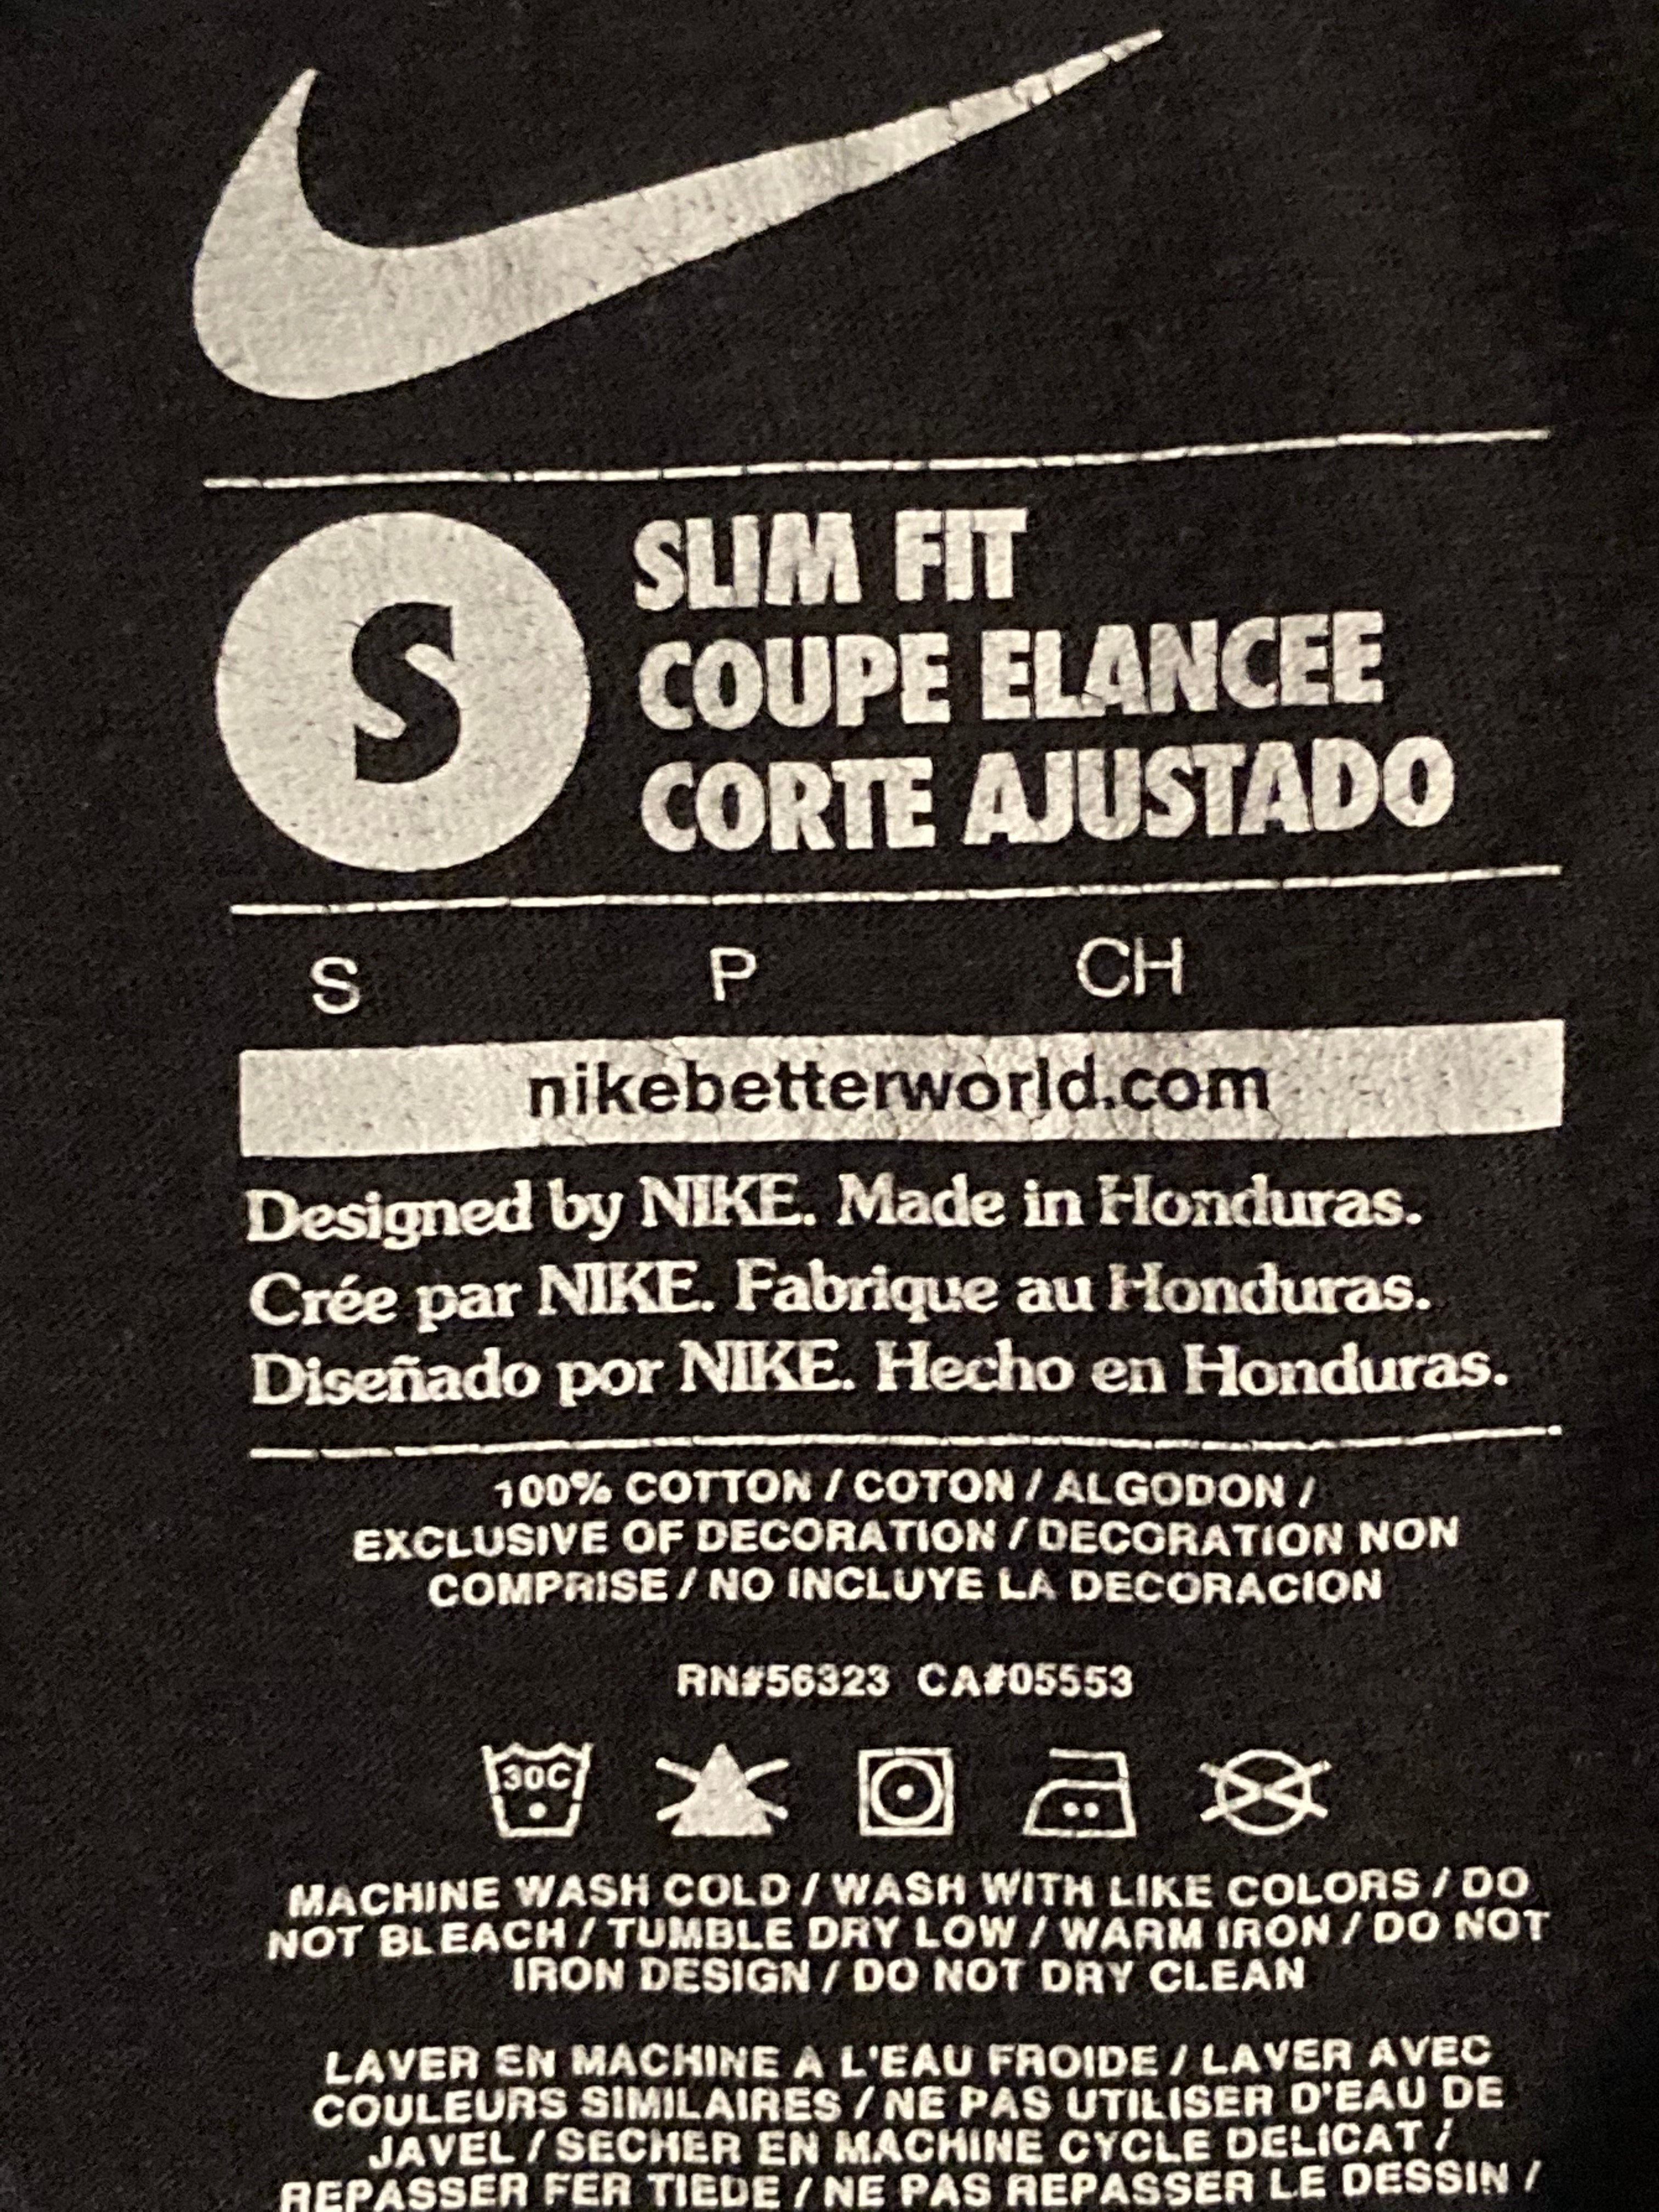 S
SLIM FIT
COUPE ELANCEE
CORTE AJUSTADO
S P CH
nikebetterworld.com
Designed by NIKE. Made in Honduras.
Crée par NIKE. Fabrique au Honduras.
Diseñado por NIKE. Hecho en Honduras.
100% COTTON / COTON / ALGODON /
EXCLUSIVE OF DECORATION / DECORATION NON
COMPRISE / NO INCLUYE LA DECORACION
RN#56323 CA#05553
30C
MACHINE WASH COLD / WASH WITH LIKE COLORS / DO
NOT BLEACH / TUMBLE DRY LOW / WARM IRON / DO NOT
IRON DESIGN / DO NOT DRY CLEAN
LAVER EN MACHINE A L'EAU FROIDE / LAVER AVEC
COULEURS SIMILAIRES / NE PAS UTILISER D'EAU DE
JAVEL / SECHER EN MACHINE CYCLE DELICAT /
REPASSER FER TIEDE / NE PAS REPASSER LE DESSIN /